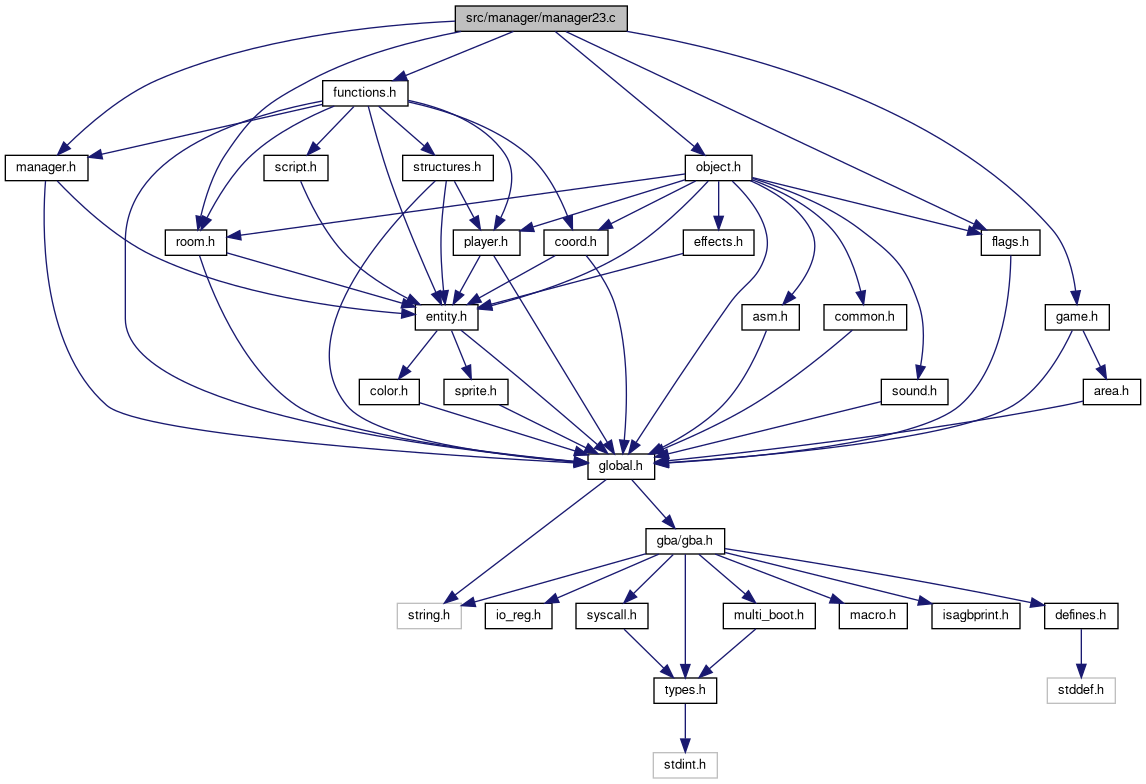 src/manager/manager23.c
functions.h
manager.h
script.h
structures.h
object.h
room.h
player.h
coord.h
effects.h
flags.h
entity.h
asm.h
common.h
game.h
color.h
sprite.h
sound.h
area.h
global.h
gba/gba.h
string.h
io_reg.h
syscall.h
multi_boot.h
macro.h
isagbprint.h
defines.h
types.h
stddef.h
stdint.h